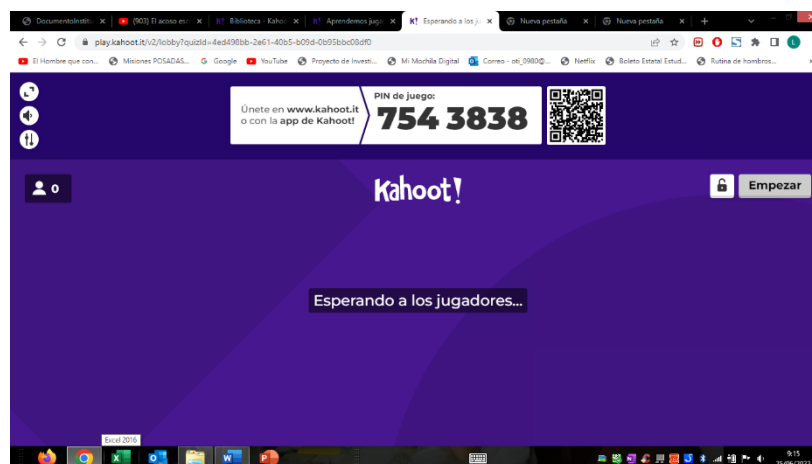 DocumentoInstitu
(903) El acoso esc
K! Biblioteca - Kahoo
K! Aprendemos juga
K! Esperando a los ju
Nueva pestaña
Nueva pestaña
play.kahoot.it/v2/lobby?quizId=4ed498bb-2e61-40b5-b09d-0b95bbc08df0
El Hombre que con...
Misiones POSADAS...
Google
YouTube
Proyecto de Investi...
Mi Mochila Digital
Correo - oti_0980@...
Netflix
Boleto Estatal Estud...
Rutina de hombros...
Únete en www.kahoot.it
o con la app de Kahoot!
PIN de juego:
754 3838
0
Kahoot!
Empezar
Esperando a los jugadores...
Excel 2016
9:15